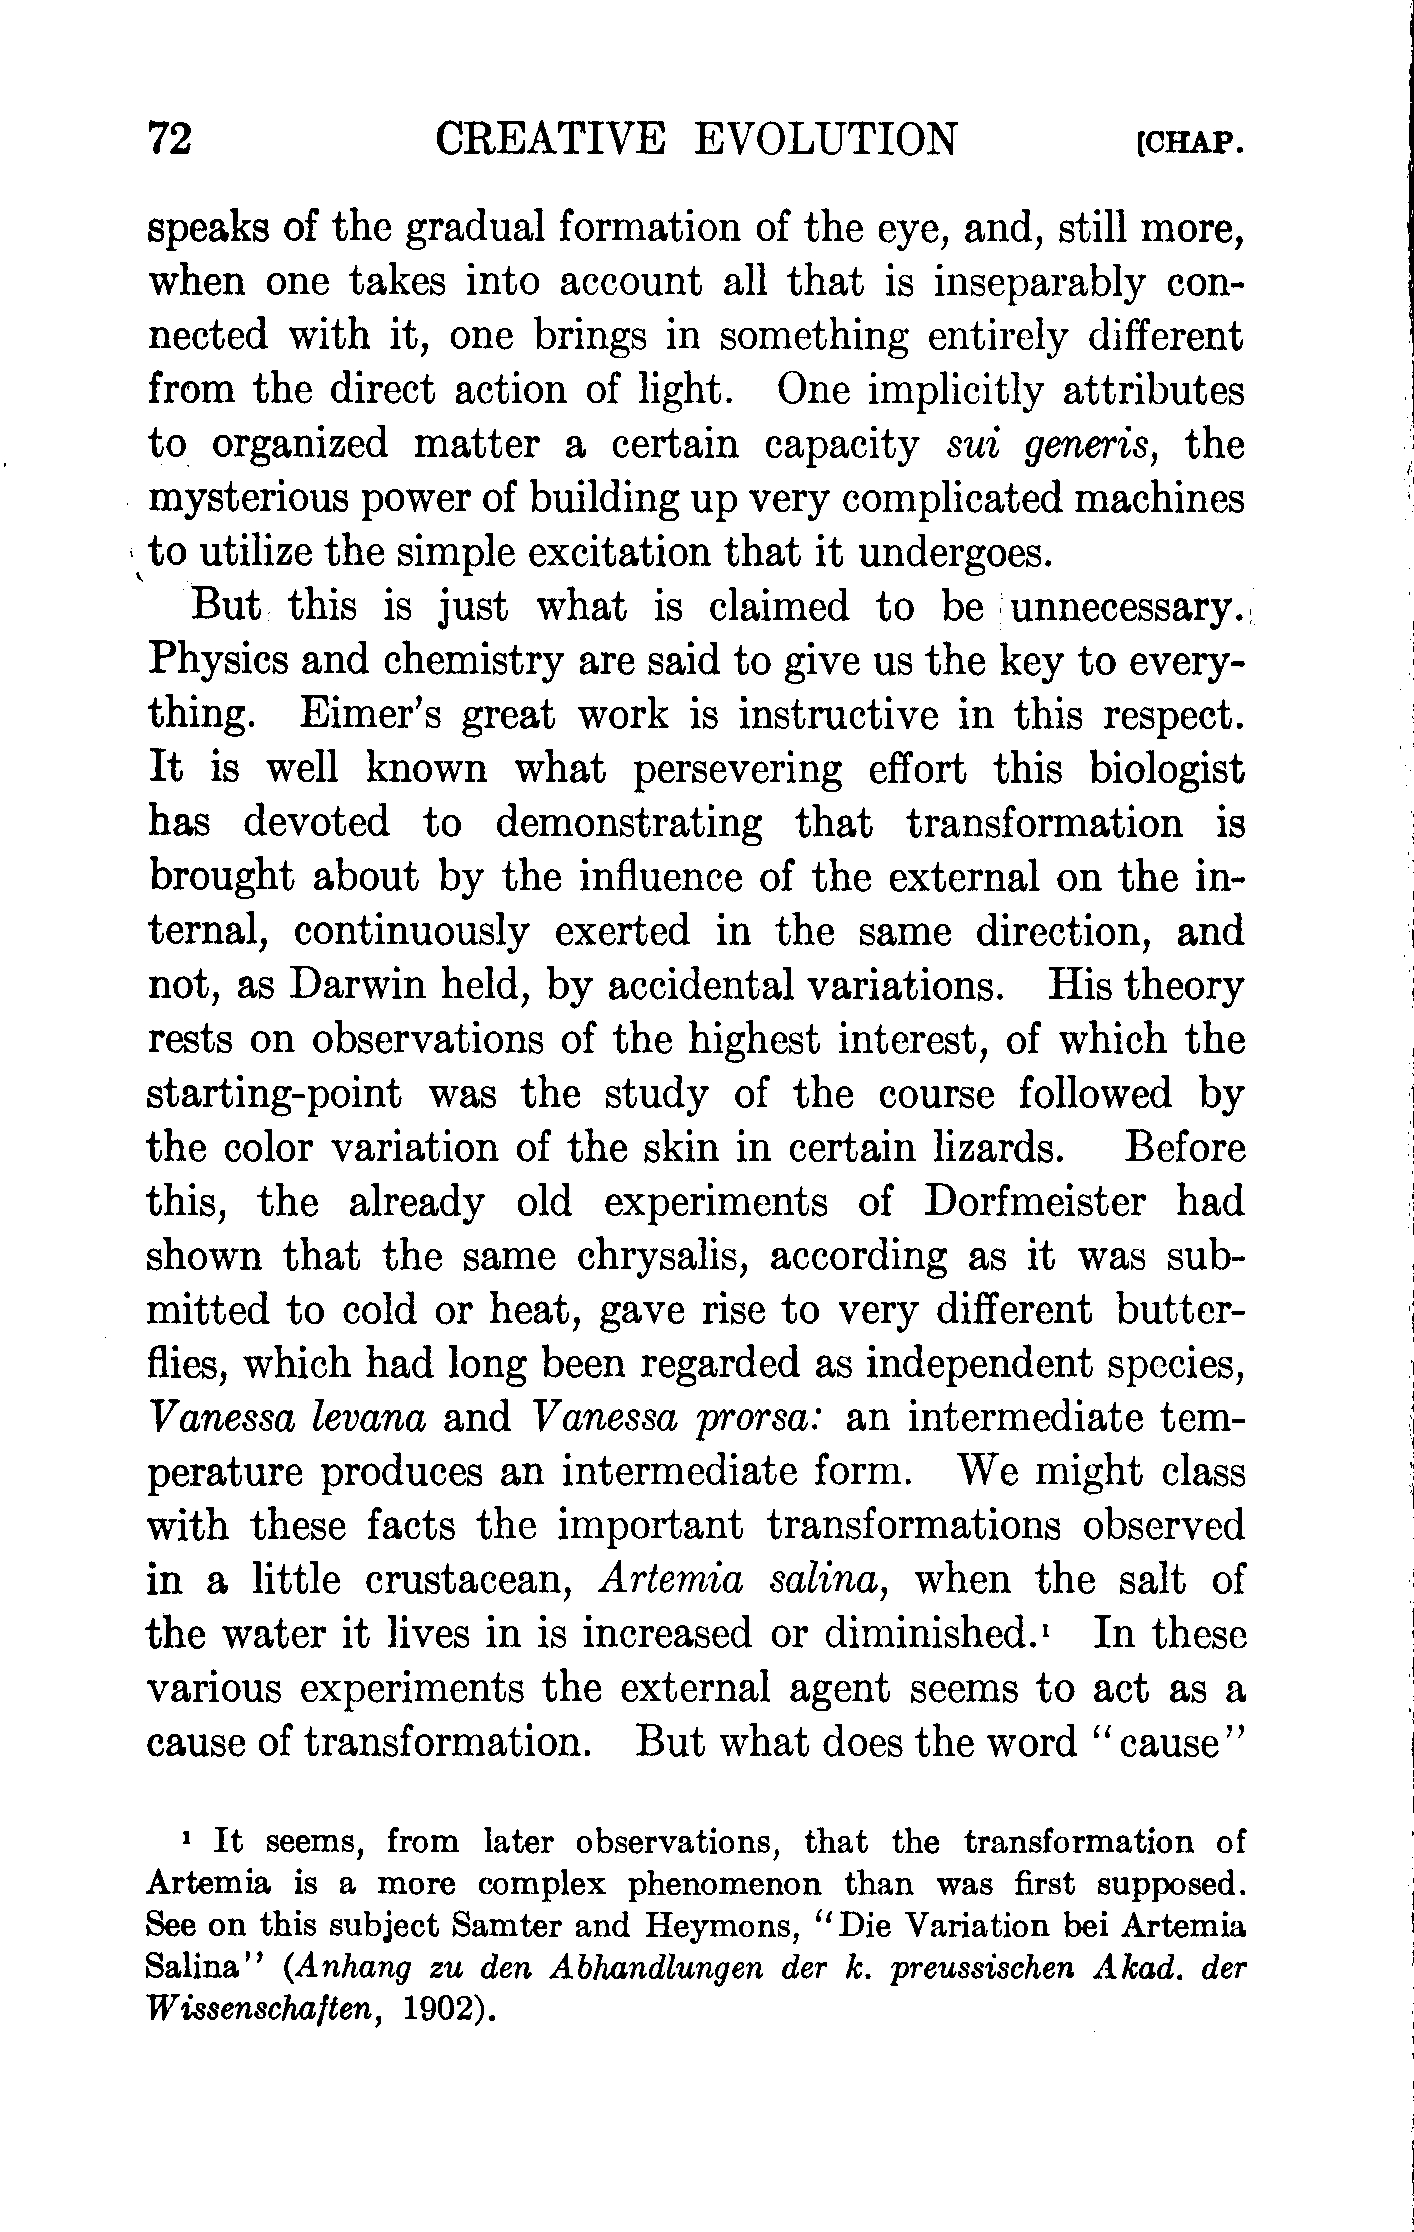 72 CREATIVE EVOLUTION [CHAP.
speaks of the gradual formation of the eye, and, still more,
when one takes into account all that is inseparably con-
nected with it, one brings in something entirely different
from the direct action of light. One implicitly attributes
to organized matter a certain capacity sui generis, the
mysterious power of building up very complicated machines
to utilize the simple excitation that it undergoes.
But this is just what is claimed to be unnecessary.
Physics and chemistry are said to give us the key to every-
thing. Eimer's great work is instructive in this respect.
It is well known what persevering effort this biologist
has devoted to demonstrating that transformation is
brought about by the influence of the external on the in-
ternal, continuously exerted in the same direction, and
not, as Darwin held, by accidental variations. His theory
rests on observations of the highest interest, of which the
starting-point was the study of the course followed by
the color variation of the skin in certain lizards. Before
this, the already old experiments of Dorfmeister had
shown that the same chrysalis, according as it was sub-
mitted to cold or heat, gave rise to very different butter-
flies, which had long been regarded as independent species,
Vanessa levana and Vanessa prorsa: an intermediate tem-
perature produces an intermediate form. We might class
with these facts the important transformations observed
in a little crustacean, Artemia salina, when the salt of
the water it lives in is increased or diminished.¹ In these
various experiments the external agent seems to act as a
cause of transformation. But what does the word "cause"
¹ It seems, from later observations, that the transformation of
Artemia is a more complex phenomenon than was first supposed.
See on this subject Samter and Heymons, "Die Variation bei Artemia
Salina" (Anhang zu den Abhandlungen der k. preussischen Akad. der
Wissenschaften, 1902).